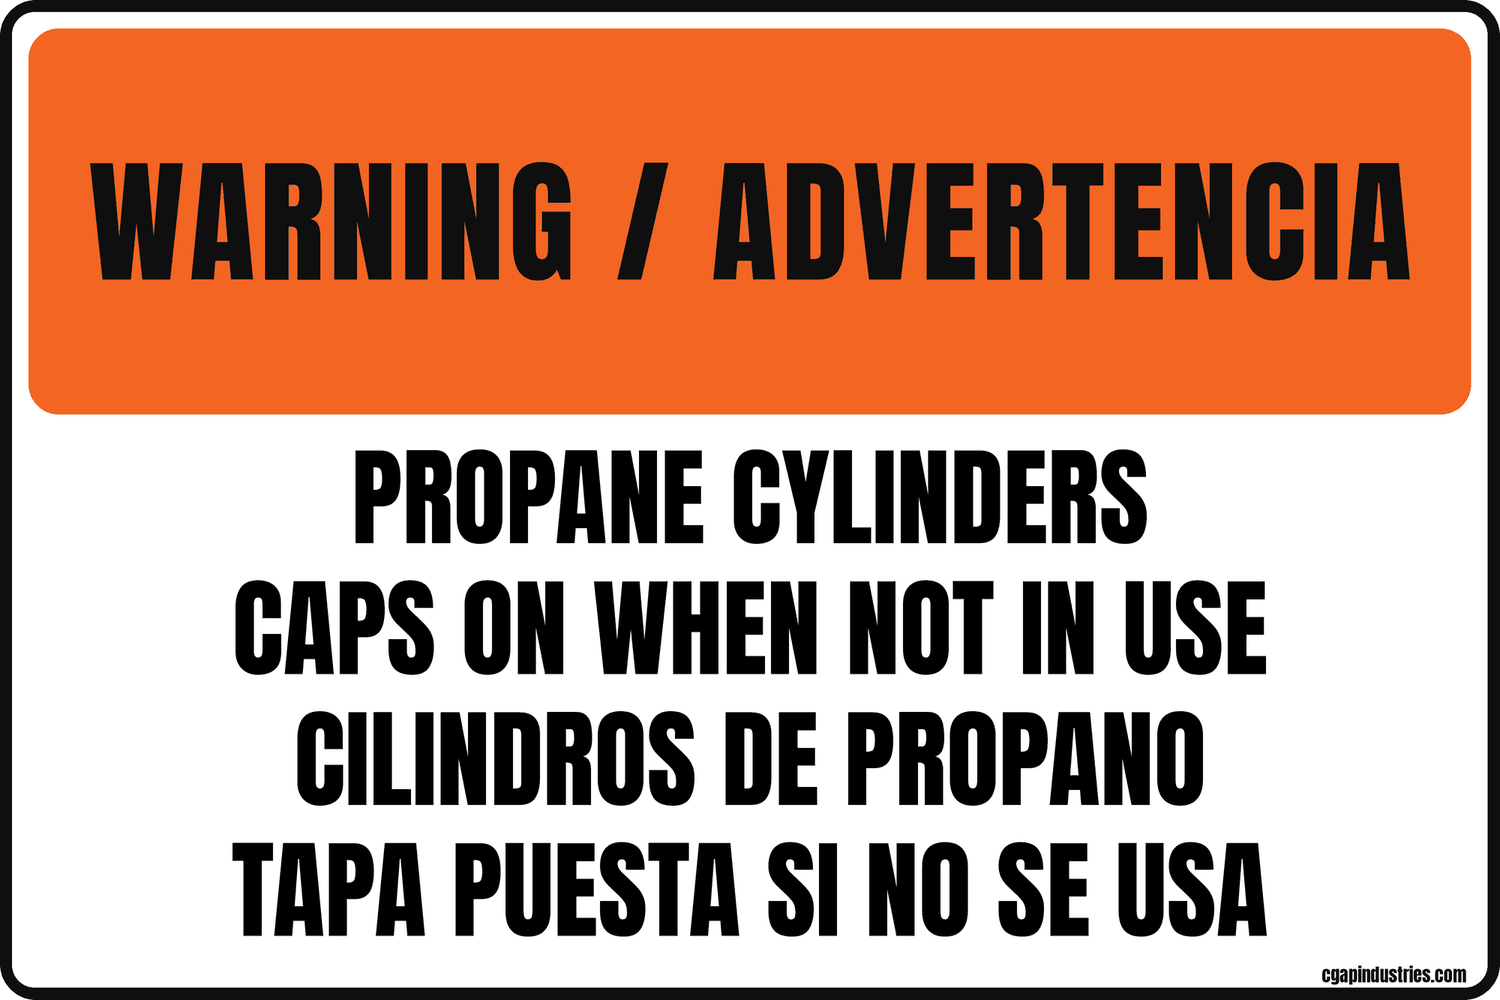 WARNING / ADVERTENCIA
PROPANE CYLINDERS
CAPS ON WHEN NOT IN USE
CILINDROS DE PROPANO
TAPA PUESTA SI NO SE USA
cgapindustries.com